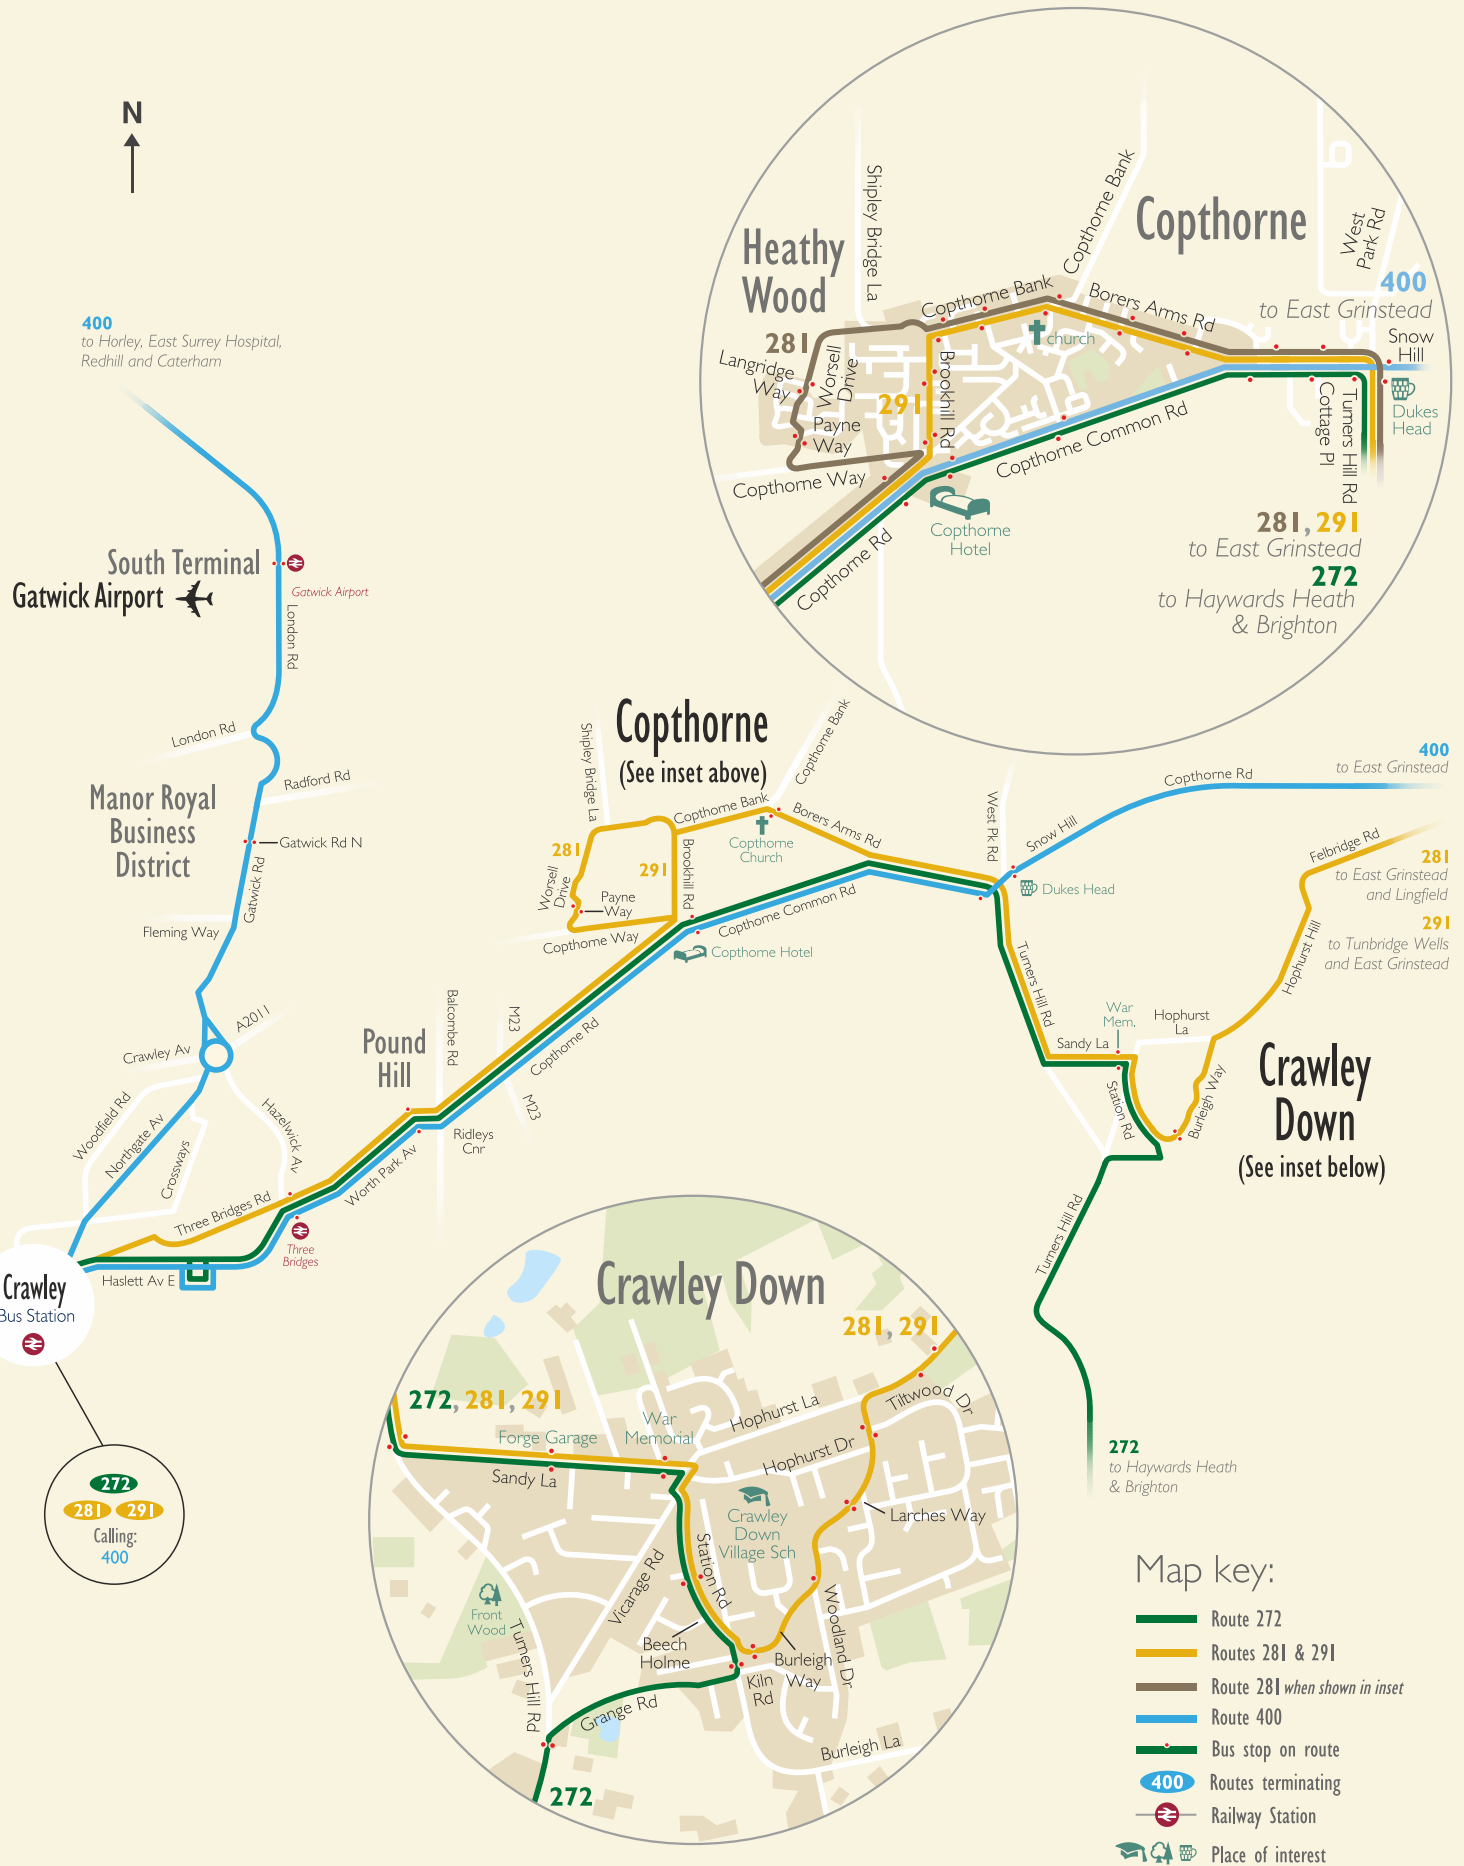 N
Copthorne
Heathy
Wood
Shipley Bridge La
Copthorne Bank
West
Park Rd
400
to East Grinstead
Copthorne Bank
Borers Arms Rd
church
Snow
Hill
281
Langridge
Way
Worsell
Drive
Payne
Way
291
Brookhill Rd
Copthorne Way
Copthorne Common Rd
Cottage Pl
Turners Hill Rd
Dukes
Head
Copthorne
Hotel
Copthorne Rd
281, 291
to East Grinstead
272
to Haywards Heath
& Brighton
400
to Horley, East Surrey Hospital,
Redhill and Caterham
South Terminal
Gatwick Airport
Gatwick Airport
London Rd
London Rd
Radford Rd
Manor Royal
Business
District
Gatwick Rd N
Gatwick Rd
Fleming Way
A2011
Crawley Av
Woodfield Rd
Northgate Av
Crossways
Hazelwick Av
Three Bridges Rd
Haslett Av E
Three
Bridges
Worth Park Av
Pound
Hill
Balcombe Rd
Ridleys
Cnr
M23
M23
Copthorne Rd
Copthorne
(See inset above)
Shipley Bridge La
Copthorne Bank
Copthorne Bank
Borers Arms Rd
Copthorne
Church
281
291
Worsell
Drive
Payne
Way
Brookhill Rd
Copthorne Way
Copthorne Hotel
Copthorne Common Rd
West Pk Rd
Snow Hill
Dukes Head
Copthorne Rd
400
to East Grinstead
Felbridge Rd
281
to East Grinstead
and Lingfield
291
to Tunbridge Wells
and East Grinstead
Hophurst Hill
Turners Hill Rd
War
Mem.
Hophurst
La
Sandy La
Station Rd
Burleigh Way
Crawley
Down
(See inset below)
Turners Hill Rd
272
to Haywards Heath
& Brighton
Crawley
Bus Station
272
281 291
Calling:
400
Crawley Down
281, 291
272, 281, 291
Forge Garage
War
Memorial
Sandy La
Hophurst La
Tiltwood Dr
Hophurst Dr
Larches Way
Crawley
Down
Village Sch
Station Rd
Vicarage Rd
Front
Wood
Turners Hill Rd
Beech
Holme
Burleigh
Way
Woodland Dr
Kiln
Rd
Grange Rd
Burleigh La
272
Map key:
Route 272
Routes 281 & 291
Route 281 when shown in inset
Route 400
Bus stop on route
400 Routes terminating
Railway Station
Place of interest